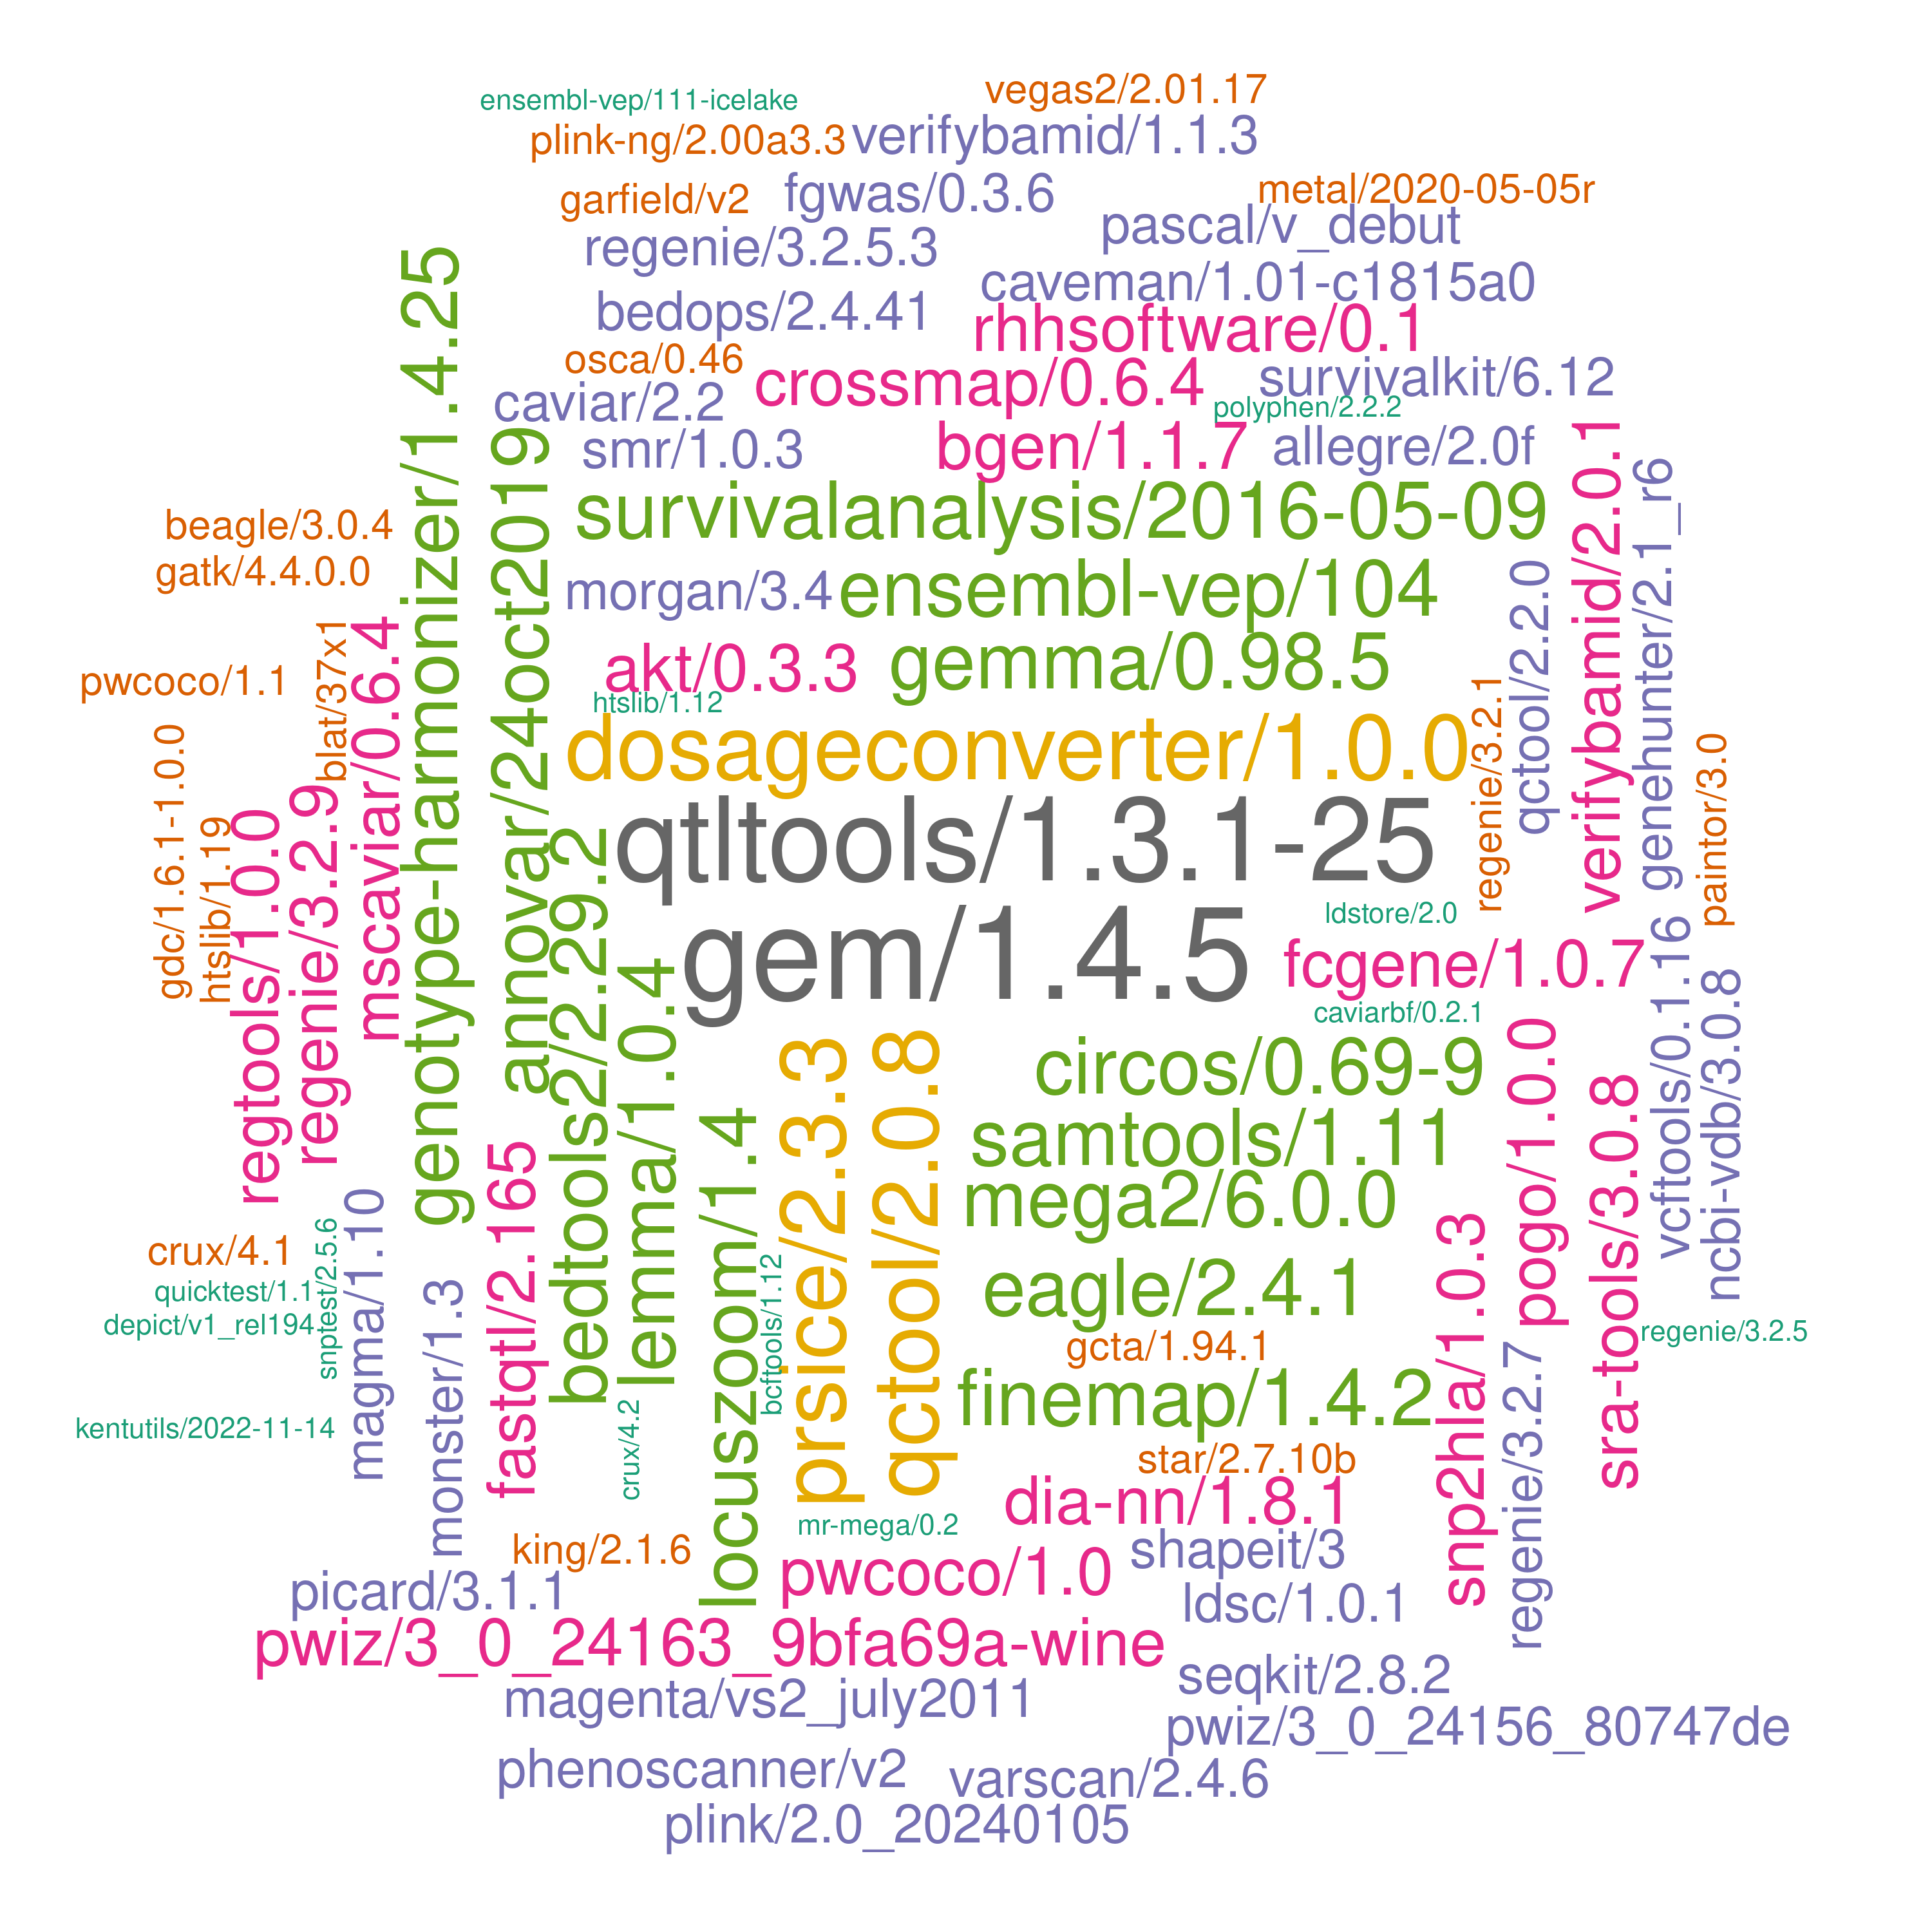 vegas2/2.01.17
ensembl-vep/111-icelake
plink-ng/2.00a3.3
verifybamid/1.1.3
garfield/v2
fgwas/0.3.6
metal/2020-05-05r
pascal/v_debut
regenie/3.2.5.3
caveman/1.01-c1815a0
bedops/2.4.41
rhhsoftware/0.1
osca/0.46
crossmap/0.6.4
survivalkit/6.12
caviar/2.2
polyphen/2.2.2
smr/1.0.3
bgen/1.1.7
allegre/2.0f
genotype-harmonizer/1.4.25
annovar/24oct2019
survivalanalysis/2016-05-09
verifybamid/2.0.1
genehunter/2.1_r6
beagle/3.0.4
gatk/4.4.0.0
morgan/3.4
ensembl-vep/104
qctool/2.2.0
blat/37x1
mscaviar/0.6.4
akt/0.3.3
gemma/0.98.5
pwcoco/1.1
htslib/1.12
regenie/3.2.1
paintor/3.0
gdc/1.6.1-1.0.0
htslib/1.19
regtools/1.0.0
regenie/3.2.9
dosageconverter/1.0.0
qtltools/1.3.1-25
bedtools2/2.29.2
gem/1.4.5
ldstore/2.0
fcgene/1.0.7
vcftools/0.1.16
ncbi-vdb/3.0.8
lemma/1.0.4
caviarbf/0.2.1
prsice/2.3.3
qctool/2.0.8
circos/0.69-9
pogo/1.0.0
sra-tools/3.0.8
samtools/1.11
locuszoom/1.4
fastqtl/2.165
mega2/6.0.0
snp2hla/1.0.3
magma/1.10
crux/4.1
snptest/2.5.6
quicktest/1.1
depict/v1_rel194
monster/1.3
bcftools/1.12
eagle/2.4.1
gcta/1.94.1
regenie/3.2.5
regenie/3.2.7
finemap/1.4.2
kentutils/2022-11-14
crux/4.2
star/2.7.10b
dia-nn/1.8.1
mr-mega/0.2
king/2.1.6
shapeit/3
picard/3.1.1
pwcoco/1.0
ldsc/1.0.1
pwiz/3_0_24163_9bfa69a-wine
seqkit/2.8.2
magenta/vs2_july2011
pwiz/3_0_24156_80747de
phenoscanner/v2
varscan/2.4.6
plink/2.0_20240105